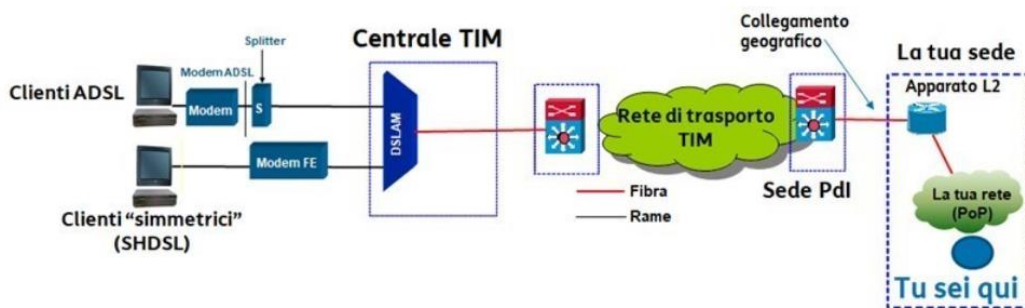 Clienti ADSL
Modem ADSL
Splitter
Modem
S
Modem FE
Clienti “simmetrici”
(SHDSL)
Centrale TIM
DSLAM
Rete di trasporto
TIM
Fibra
Rame
Sede PdI
Collegamento
geografico
La tua sede
Apparato L2
La tua rete
(PoP)
Tu sei qui